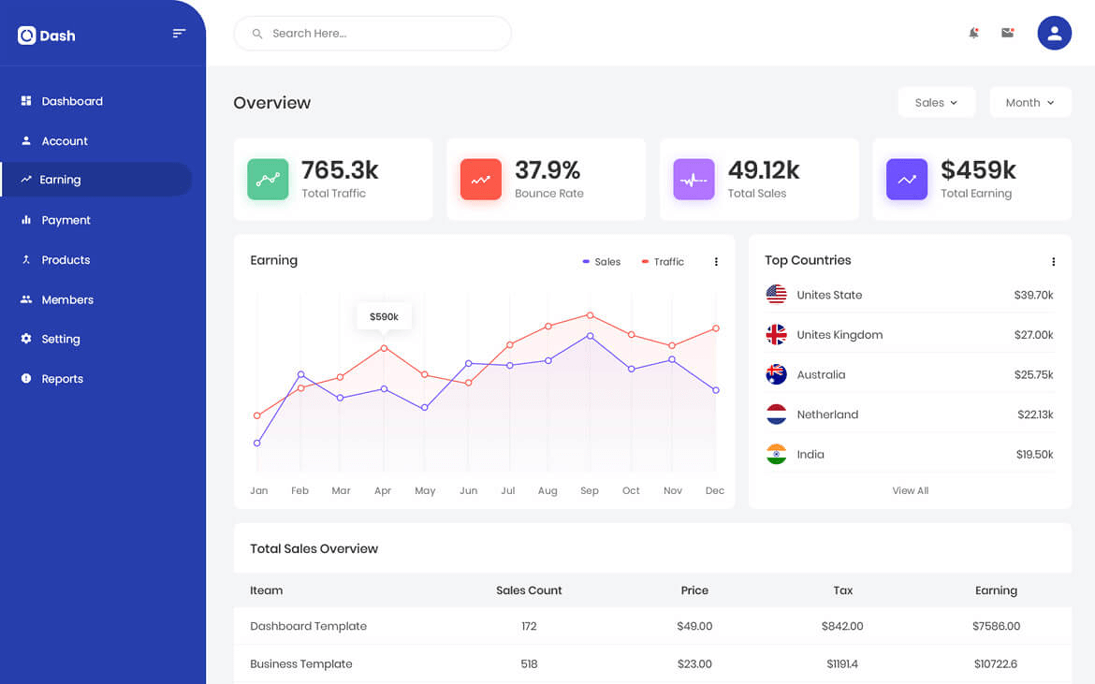 Dash
Search Here...
Dashboard
Account
Earning
Payment
Products
Members
Setting
Reports
Overview
Sales
Month
765.3k
Total Traffic
37.9%
Bounce Rate
49.12k
Total Sales
$459k
Total Earning
Earning
Sales
Traffic
$590k
Jan Feb Mar Apr May Jun Jul Aug Sep Oct Nov Dec
Top Countries
Unites State $39.70k
Unites Kingdom $27.00k
Australia $25.75k
Netherland $22.13k
India $19.50k
View All
Total Sales Overview
Iteam Sales Count Price Tax Earning
Dashboard Template 172 $49.00 $842.00 $7586.00
Business Template 518 $23.00 $1191.4 $10722.6